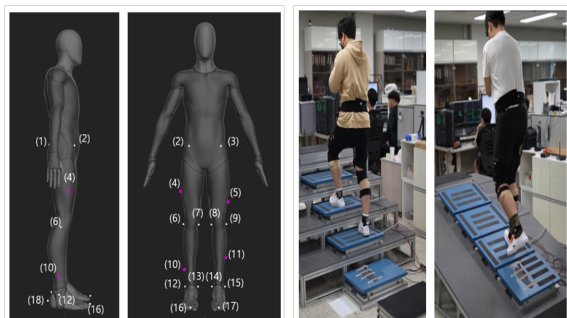 (1) (2)
(4)
(6)
(10)
(18) (12) (16)
(2) (3)
(4) (5)
(6) (7) (8) (9)
(10) (11)
(12) (13) (14) (15)
(16) (17)